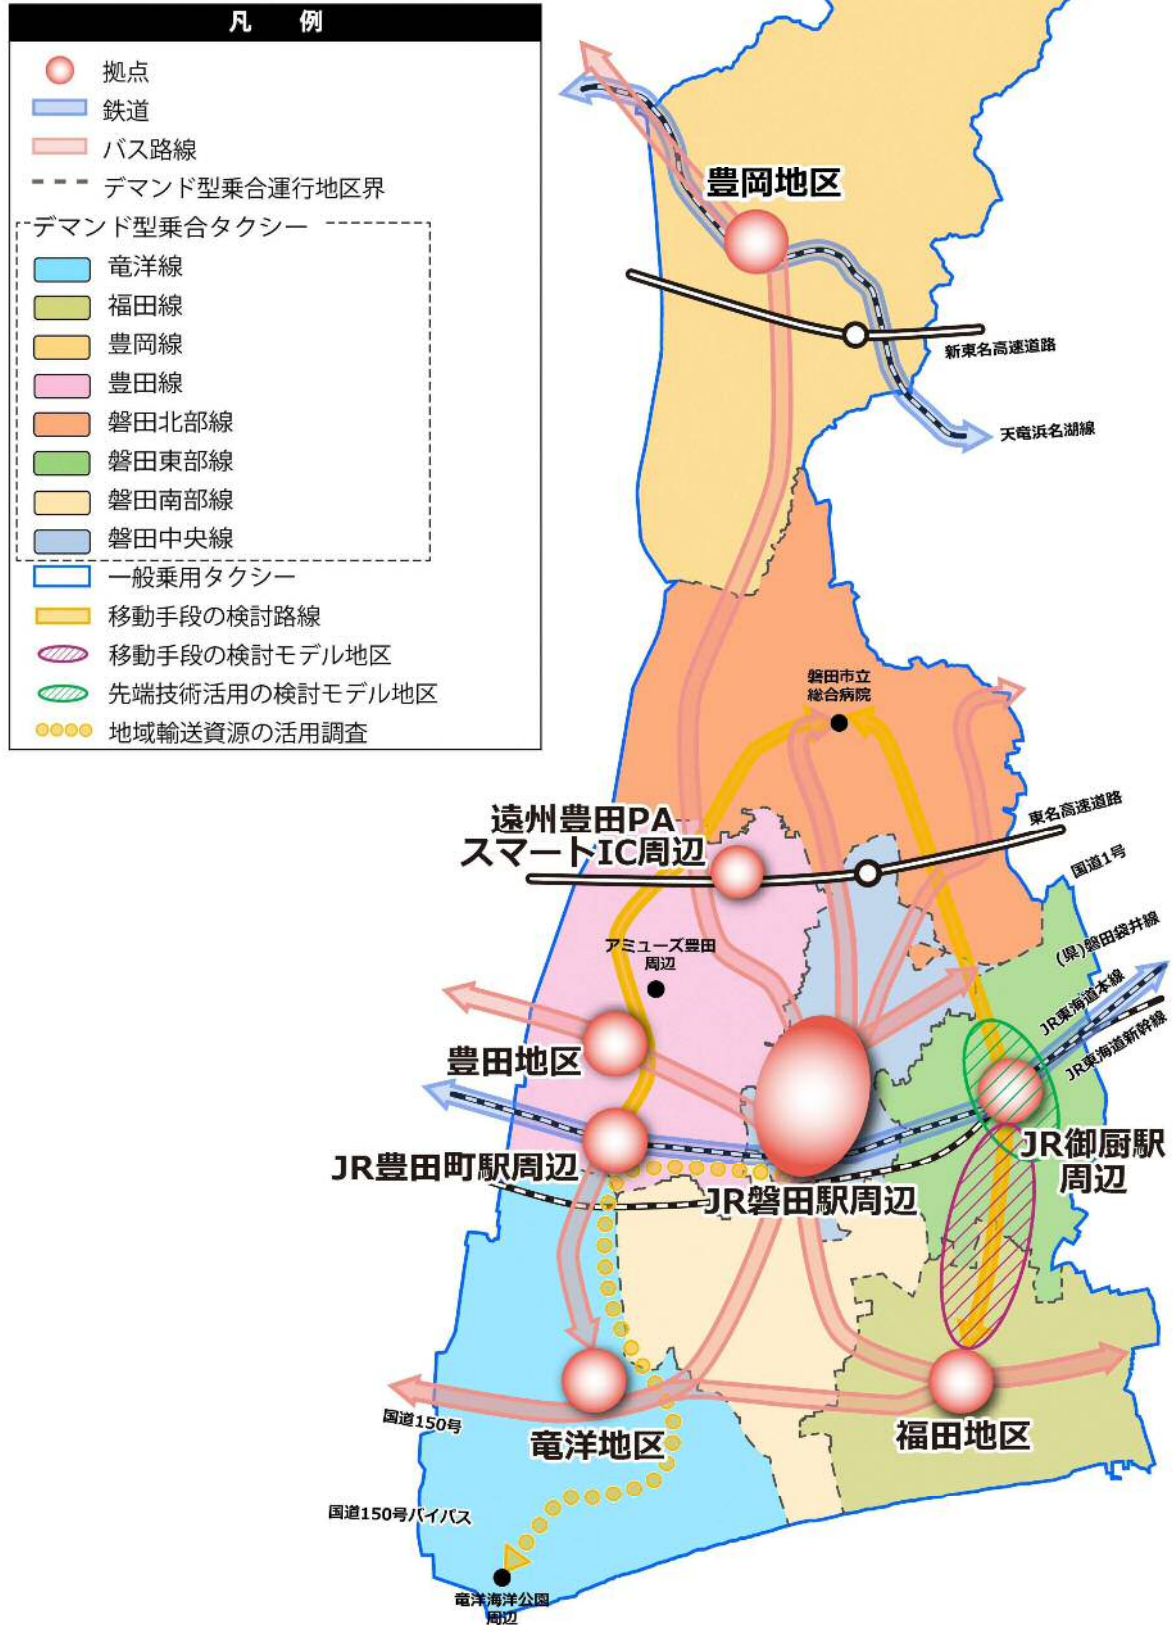 凡 例
拠点
鉄道
バス路線
デマンド型乗合運行地区界
デマンド型乗合タクシー
竜洋線
福田線
豊岡線
豊田線
磐田北部線
磐田東部線
磐田南部線
磐田中央線
一般乗用タクシー
移動手段の検討路線
移動手段の検討モデル地区
先端技術活用の検討モデル地区
地域輸送資源の活用調査
豊岡地区
新東名高速道路
天竜浜名湖線
磐田市立
総合病院
遠州豊田PA
スマートIC周辺
東名高速道路
国道1号
(県)磐田袋井線
アミューズ豊田
周辺
JR東海道本線
JR東海道新幹線
豊田地区
JR豊田町駅周辺
JR磐田駅周辺
JR御厨駅
周辺
国道150号
竜洋地区
福田地区
国道150号バイパス
竜洋海洋公園
周辺